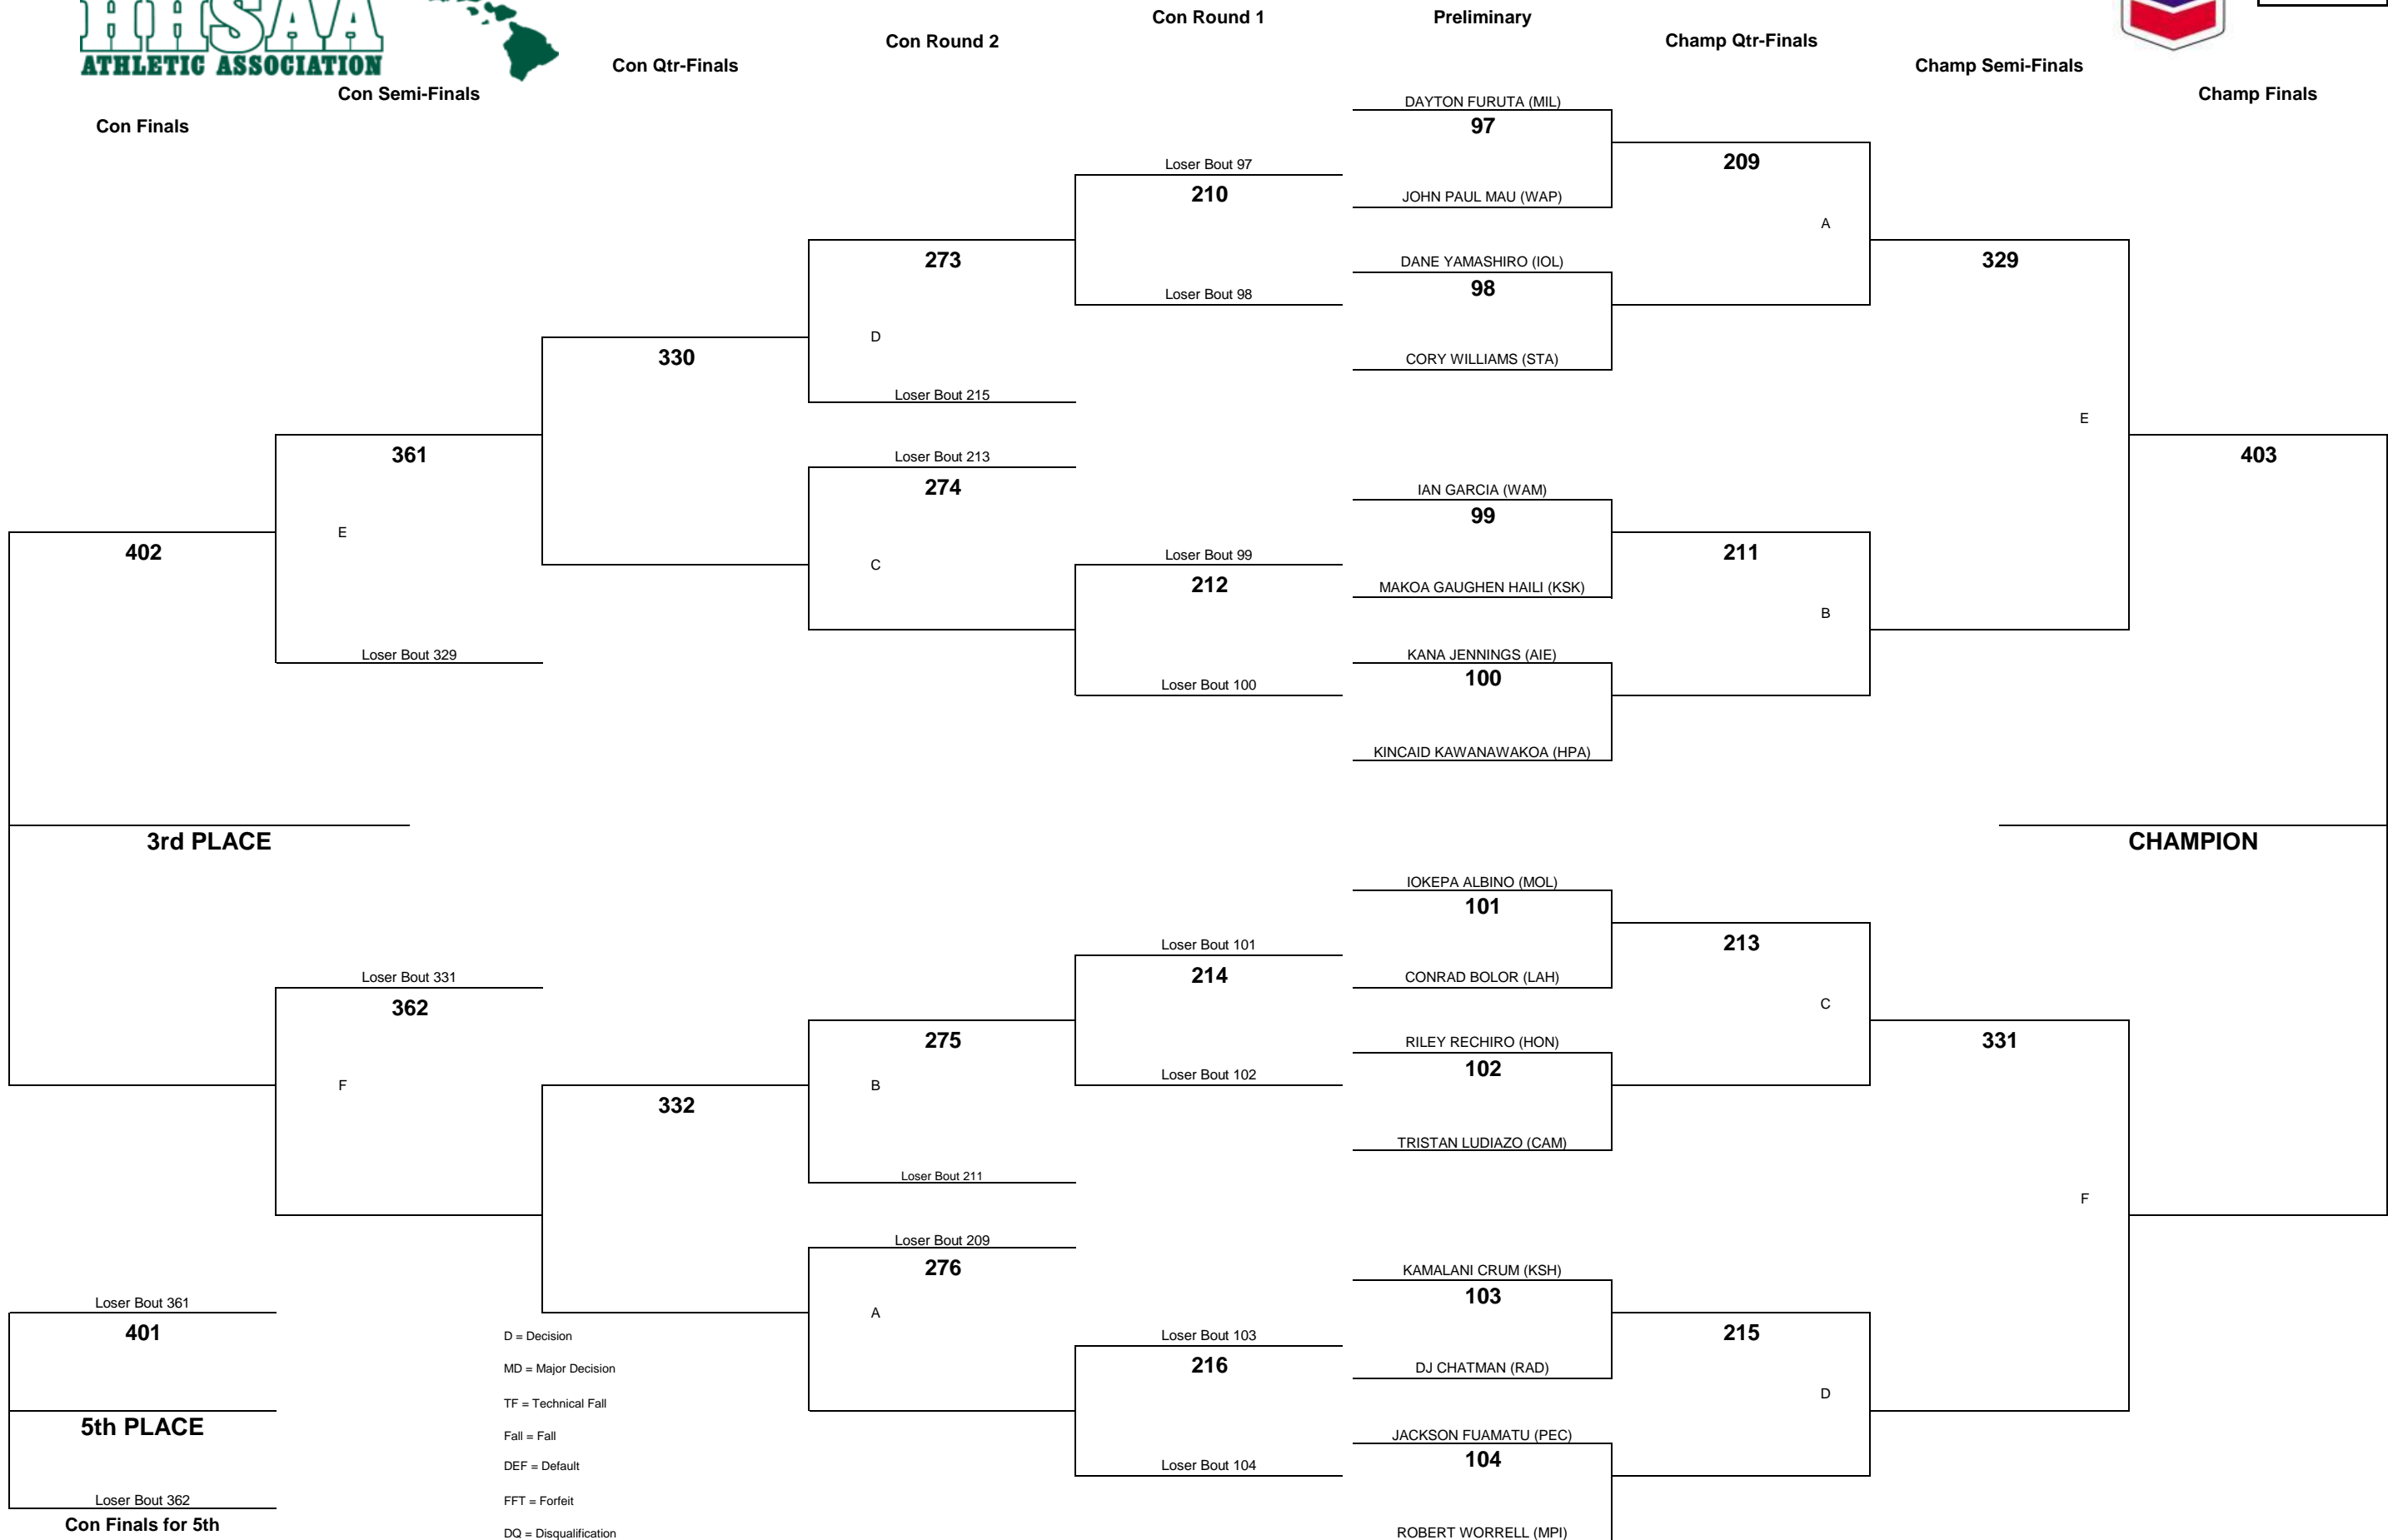 HHSAA
ATHLETIC ASSOCIATION
Con Finals
Con Semi-Finals
Con Qtr-Finals
Con Round 2
Con Round 1
Preliminary
Champ Qtr-Finals
Champ Semi-Finals
Champ Finals
DAYTON FURUTA (MIL)
97
JOHN PAUL MAU (WAP)
DANE YAMASHIRO (IOL)
98
CORY WILLIAMS (STA)
IAN GARCIA (WAM)
99
MAKOA GAUGHEN HAILI (KSK)
KANA JENNINGS (AIE)
100
KINCAID KAWANAWAKOA (HPA)
IOKEPA ALBINO (MOL)
101
CONRAD BOLOR (LAH)
RILEY RECHIRO (HON)
102
TRISTAN LUDIAZO (CAM)
KAMALANI CRUM (KSH)
103
DJ CHATMAN (RAD)
JACKSON FUAMATU (PEC)
104
ROBERT WORRELL (MPI)
209
A
211
B
213
C
215
D
329
E
331
F
403
CHAMPION
Loser Bout 97
210
Loser Bout 98
Loser Bout 99
212
Loser Bout 100
Loser Bout 101
214
Loser Bout 102
Loser Bout 103
216
Loser Bout 104
273
D
Loser Bout 215
Loser Bout 213
274
C
275
B
Loser Bout 211
Loser Bout 209
276
A
330
332
361
E
Loser Bout 329
Loser Bout 331
362
F
402
3rd PLACE
Loser Bout 361
401
5th PLACE
Loser Bout 362
Con Finals for 5th
D = Decision
MD = Major Decision
TF = Technical Fall
Fall = Fall
DEF = Default
FFT = Forfeit
DQ = Disqualification